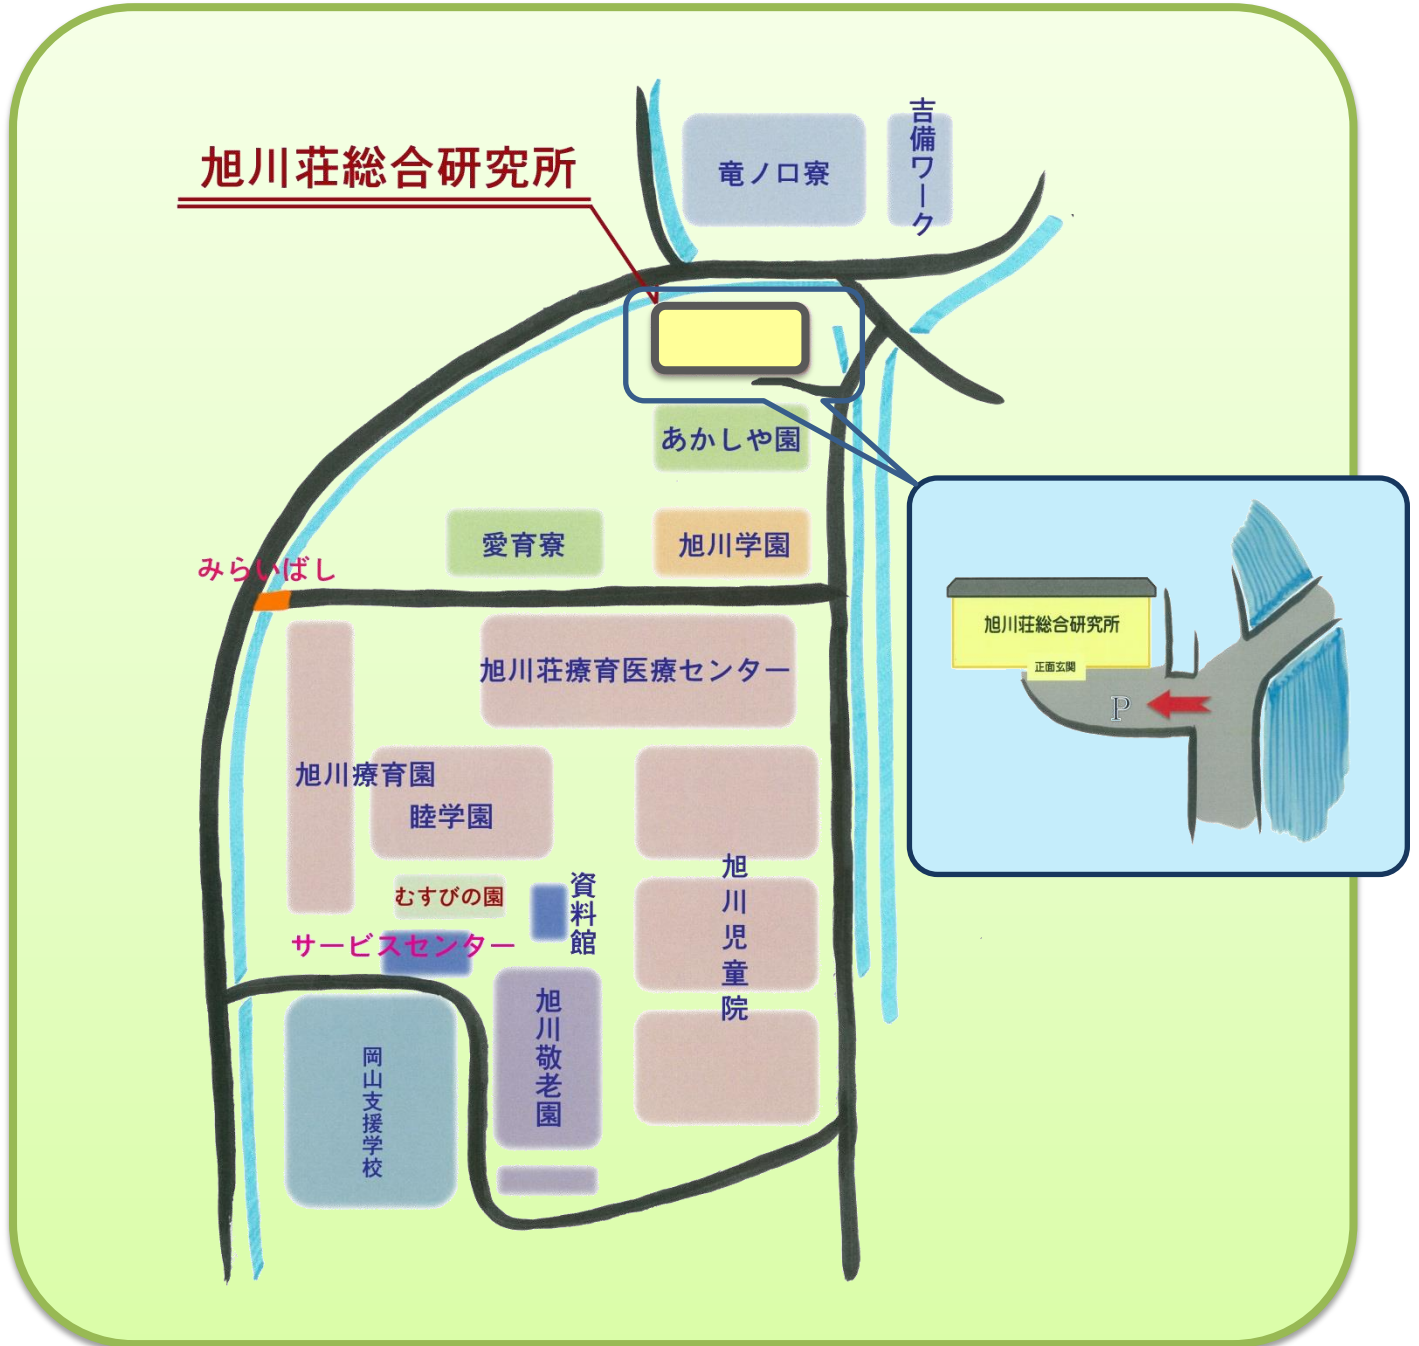 吉備ワーク
旭川荘総合研究所
竜ノ口寮
あかしや園
愛育寮
旭川学園
みらいばし
旭川荘総合研究所
正面玄関
P
旭川荘療育医療センター
旭川療育園
睦学園
旭川児童院
むすびの園
資料館
サービスセンター
旭川敬老園
岡山支援学校